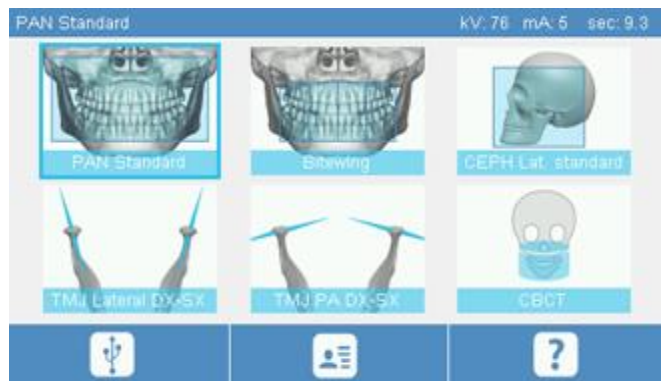 PAN Standard kV: 76 mA: 5 sec: 9.3
PAN Standard Bitewing CEPH Lat. standard
TMJ Lateral DX-SX TMJ PA DX-SX CBCT
?